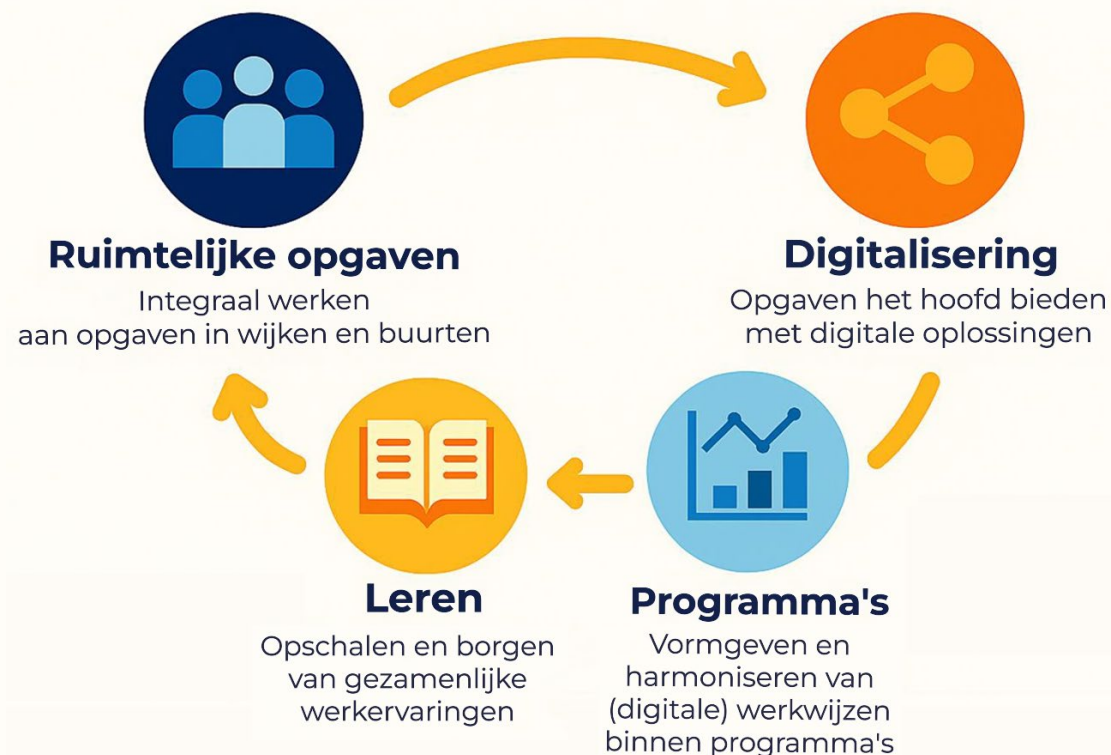 Ruimtelijke opgaven
Integraal werken
aan opgaven in wijken en buurten
Digitalisering
Opgaven het hoofd bieden
met digitale oplossingen
Leren
Opschalen en borgen
van gezamenlijke
werkervaringen
Programma's
Vormgeven en
harmoniseren van
(digitale) werkwijzen
binnen programma's